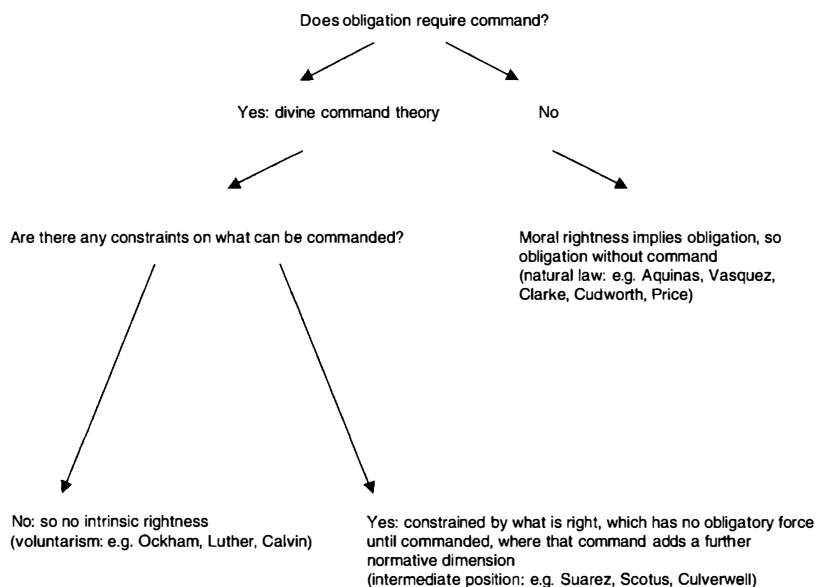 Does obligation require command?
Yes: divine command theory
No
Are there any constraints on what can be commanded?
Moral rightness implies obligation, so
obligation without command
(natural law: e.g. Aquinas, Vasquez,
Clarke, Cudworth, Price)
No: so no intrinsic rightness
(voluntarism: e.g. Ockham, Luther, Calvin)
Yes: constrained by what is right, which has no obligatory force
until commanded, where that command adds a further
normative dimension
(intermediate position: e.g. Suarez, Scotus, Culverwell)